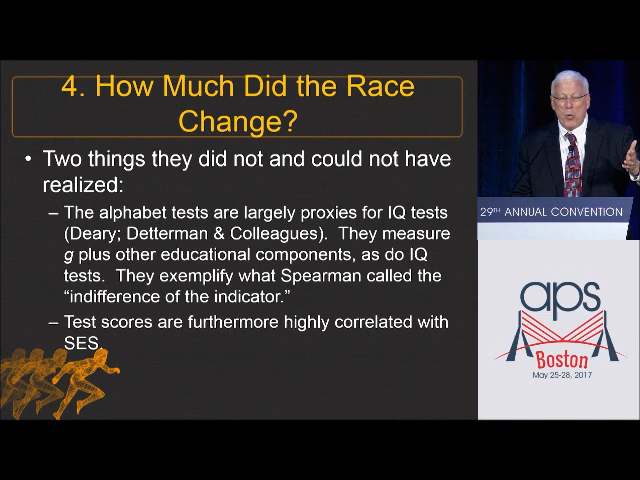 4. How Much Did the Race
Change?
• Two things they did not and could not have
realized:
– The alphabet tests are largely proxies for IQ tests
(Deary; Detterman & Colleagues). They measure
g plus other educational components, as do IQ
tests. They exemplify what Spearman called the
“indifference of the indicator.”
– Test scores are furthermore highly correlated with
SES.
29TH ANNUAL CONVENTION
aps
Boston
May 25-28, 2017